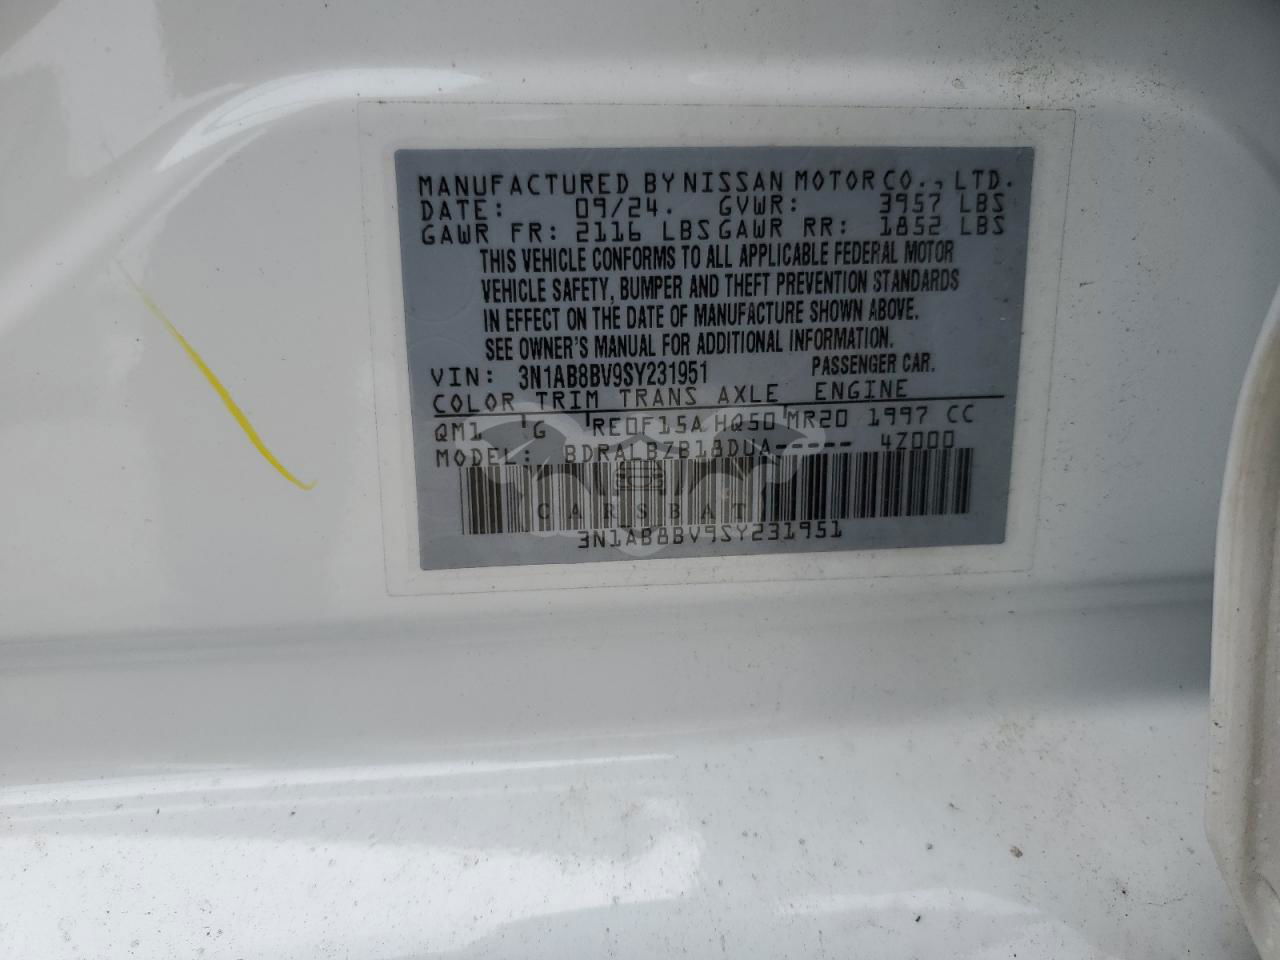 MANUFACTURED BY NISSAN MOTOR CO., LTD.
DATE: 09/24. GVWR: 3957 LBS
GAWR FR: 2116 LBS GAWR RR: 1852 LBS
THIS VEHICLE CONFORMS TO ALL APPLICABLE FEDERAL MOTOR
VEHICLE SAFETY, BUMPER AND THEFT PREVENTION STANDARDS
IN EFFECT ON THE DATE OF MANUFACTURE SHOWN ABOVE.
SEE OWNER'S MANUAL FOR ADDITIONAL INFORMATION.
VIN: 3N1AB8BV9SY231951 PASSENGER CAR.
COLOR TRIM TRANS AXLE ENGINE
QM1 G RE0F15A HQ50 MR20 1997 CC
MODEL: BDRALBZB18DUA----- 4Z000
CARSBAT
3N1AB8BV9SY231951